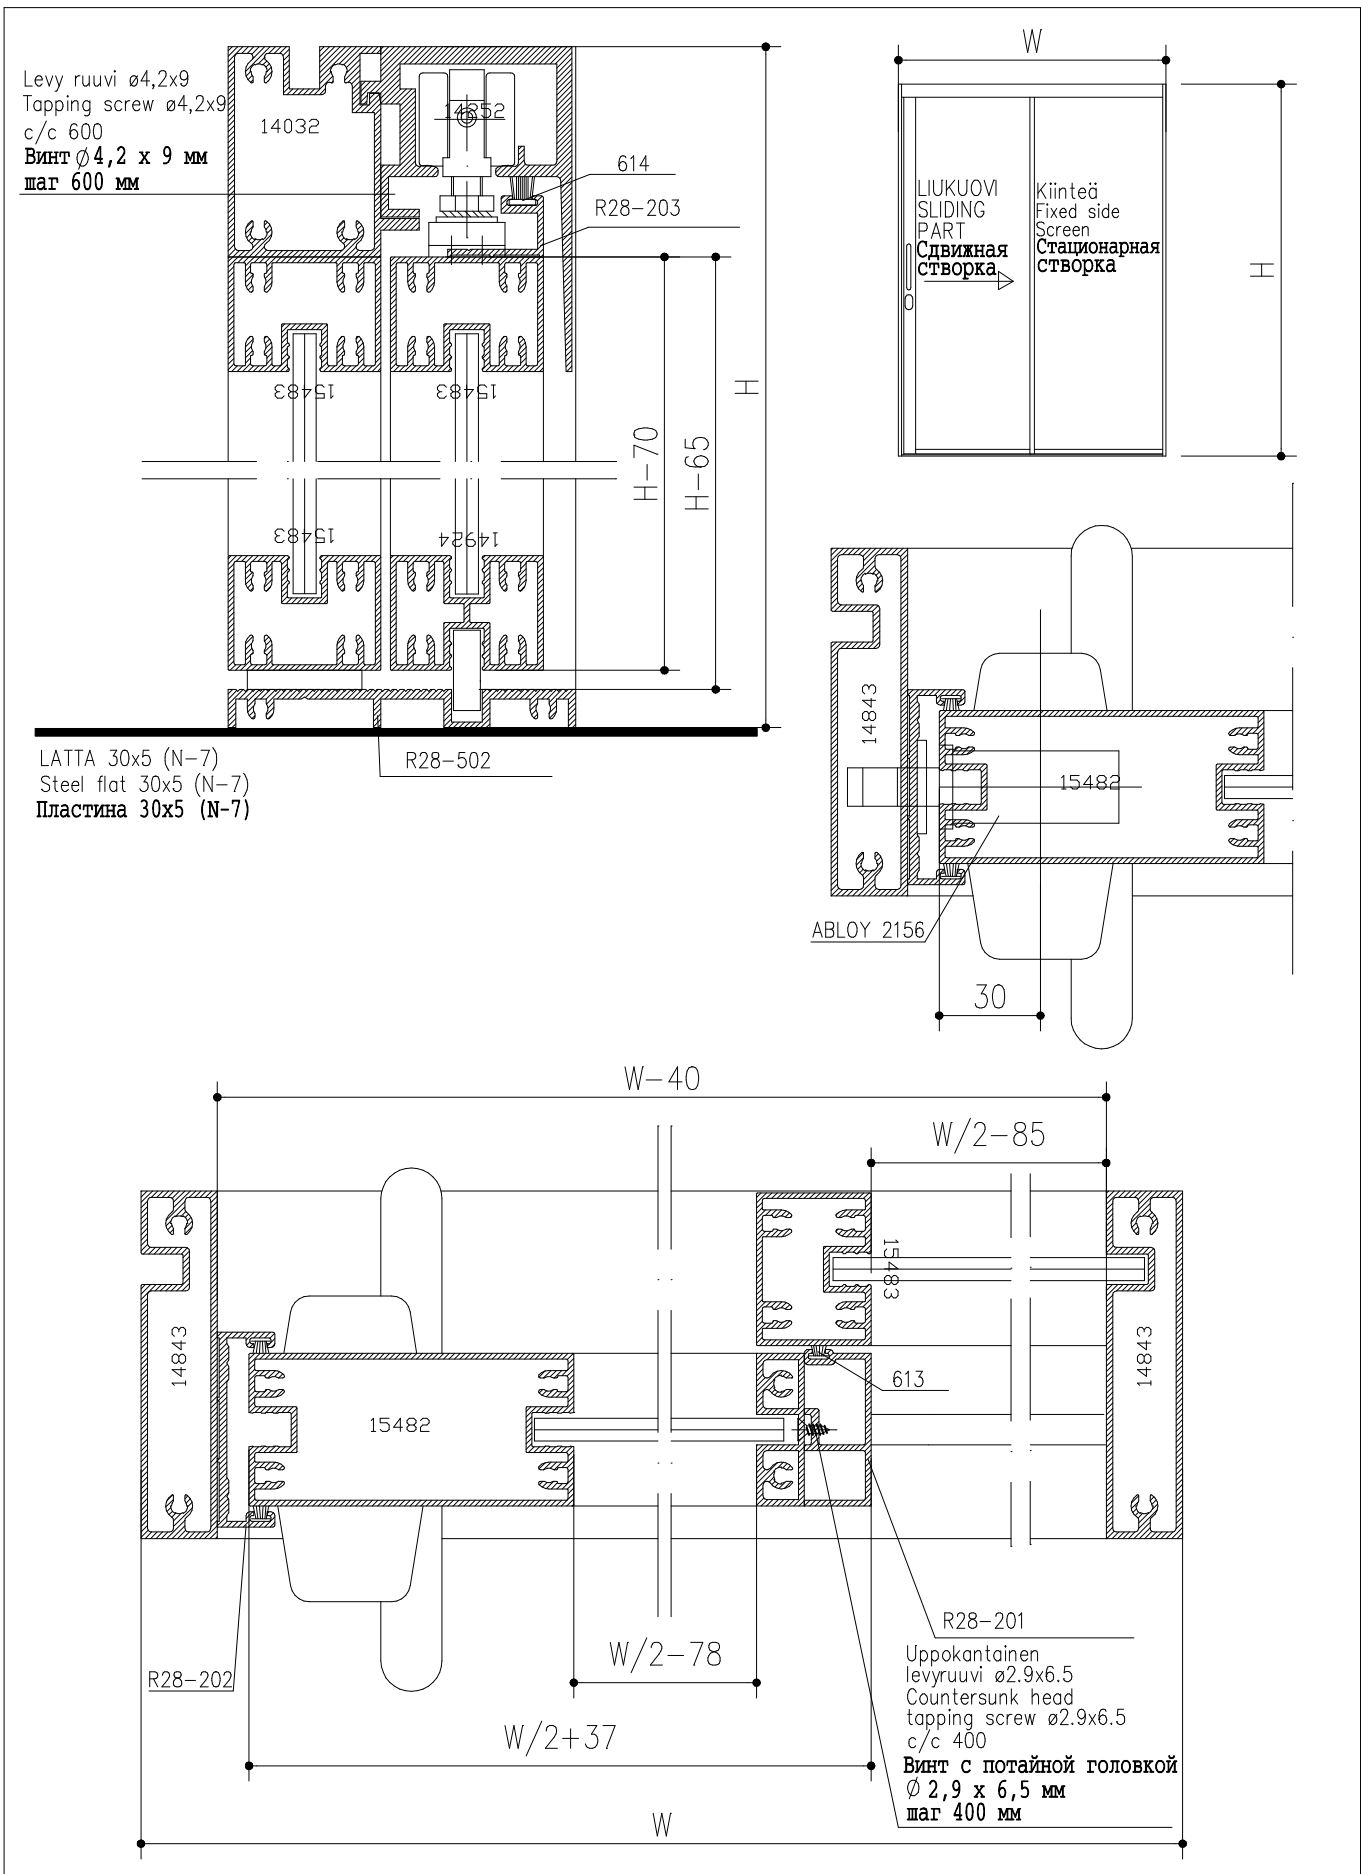 Levy ruuvi ø4,2x9
Tapping screw ø4,2x9
c/c 600
Винт ∅4,2 x 9 мм
шаг 600 мм
14032
14252
614
R28-203
15483
15483
15483
14924
H-70
H-65
H
R28-502
LATTA 30x5 (N-7)
Steel flat 30x5 (N-7)
Пластина 30x5 (N-7)
W
LIUKUOVI
SLIDING
PART
Сдвижная
створка
Kiinteä
Fixed side
Screen
Стационарная
створка
H
14843
15482
ABLOY 2156
30
W-40
W/2-85
14843
15482
15483
613
14843
R28-202
R28-201
W/2-78
W/2+37
W
Uppokantainen
levyruuvi ø2.9x6.5
Countersunk head
tapping screw ø2.9x6.5
c/c 400
Винт с потайной головкой
∅ 2,9 x 6,5 мм
шаг 400 мм